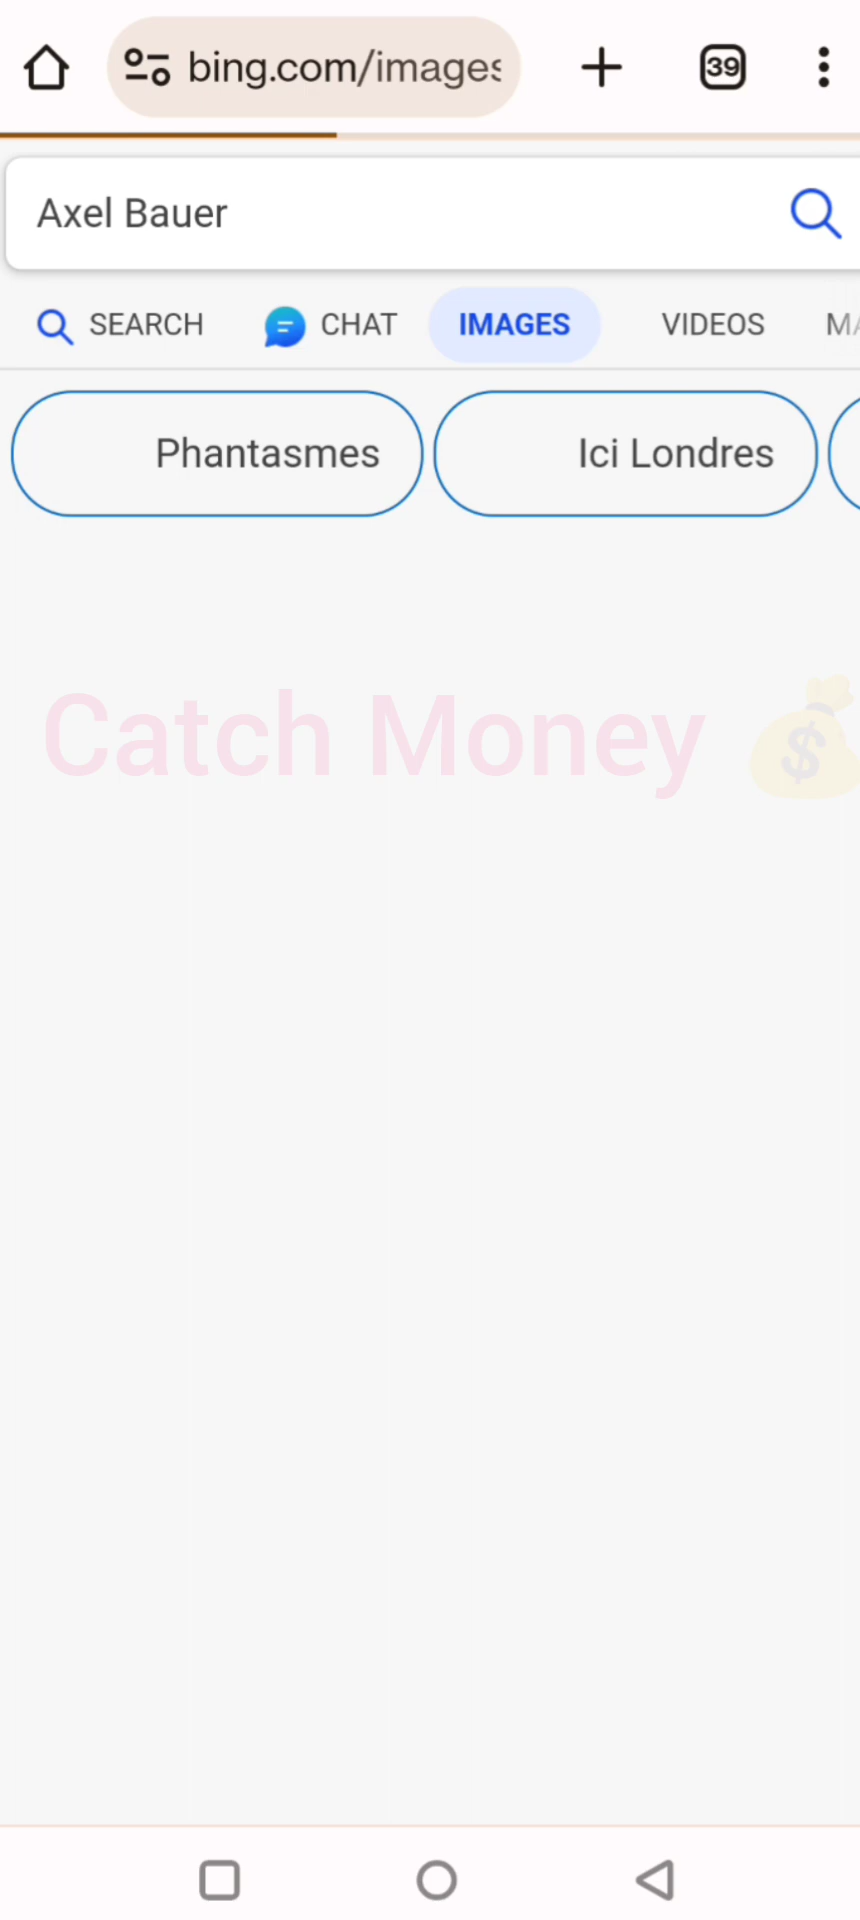 bing.com/images
39
Axel Bauer
SEARCH CHAT IMAGES VIDEOS
Phantasmes Ici Londres
Catch Money 💰